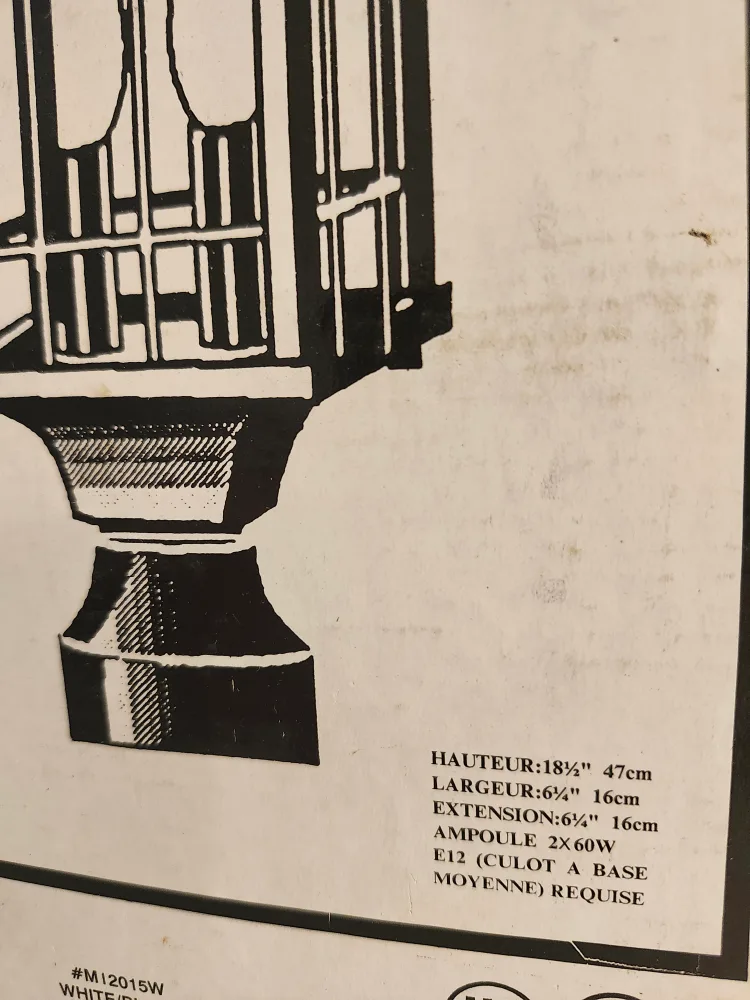 HAUTEUR:18½" 47cm
LARGEUR:6¼" 16cm
EXTENSION:6¼" 16cm
AMPOULE 2X60W
E12 (CULOT A BASE
MOYENNE) REQUISE
#M12015W